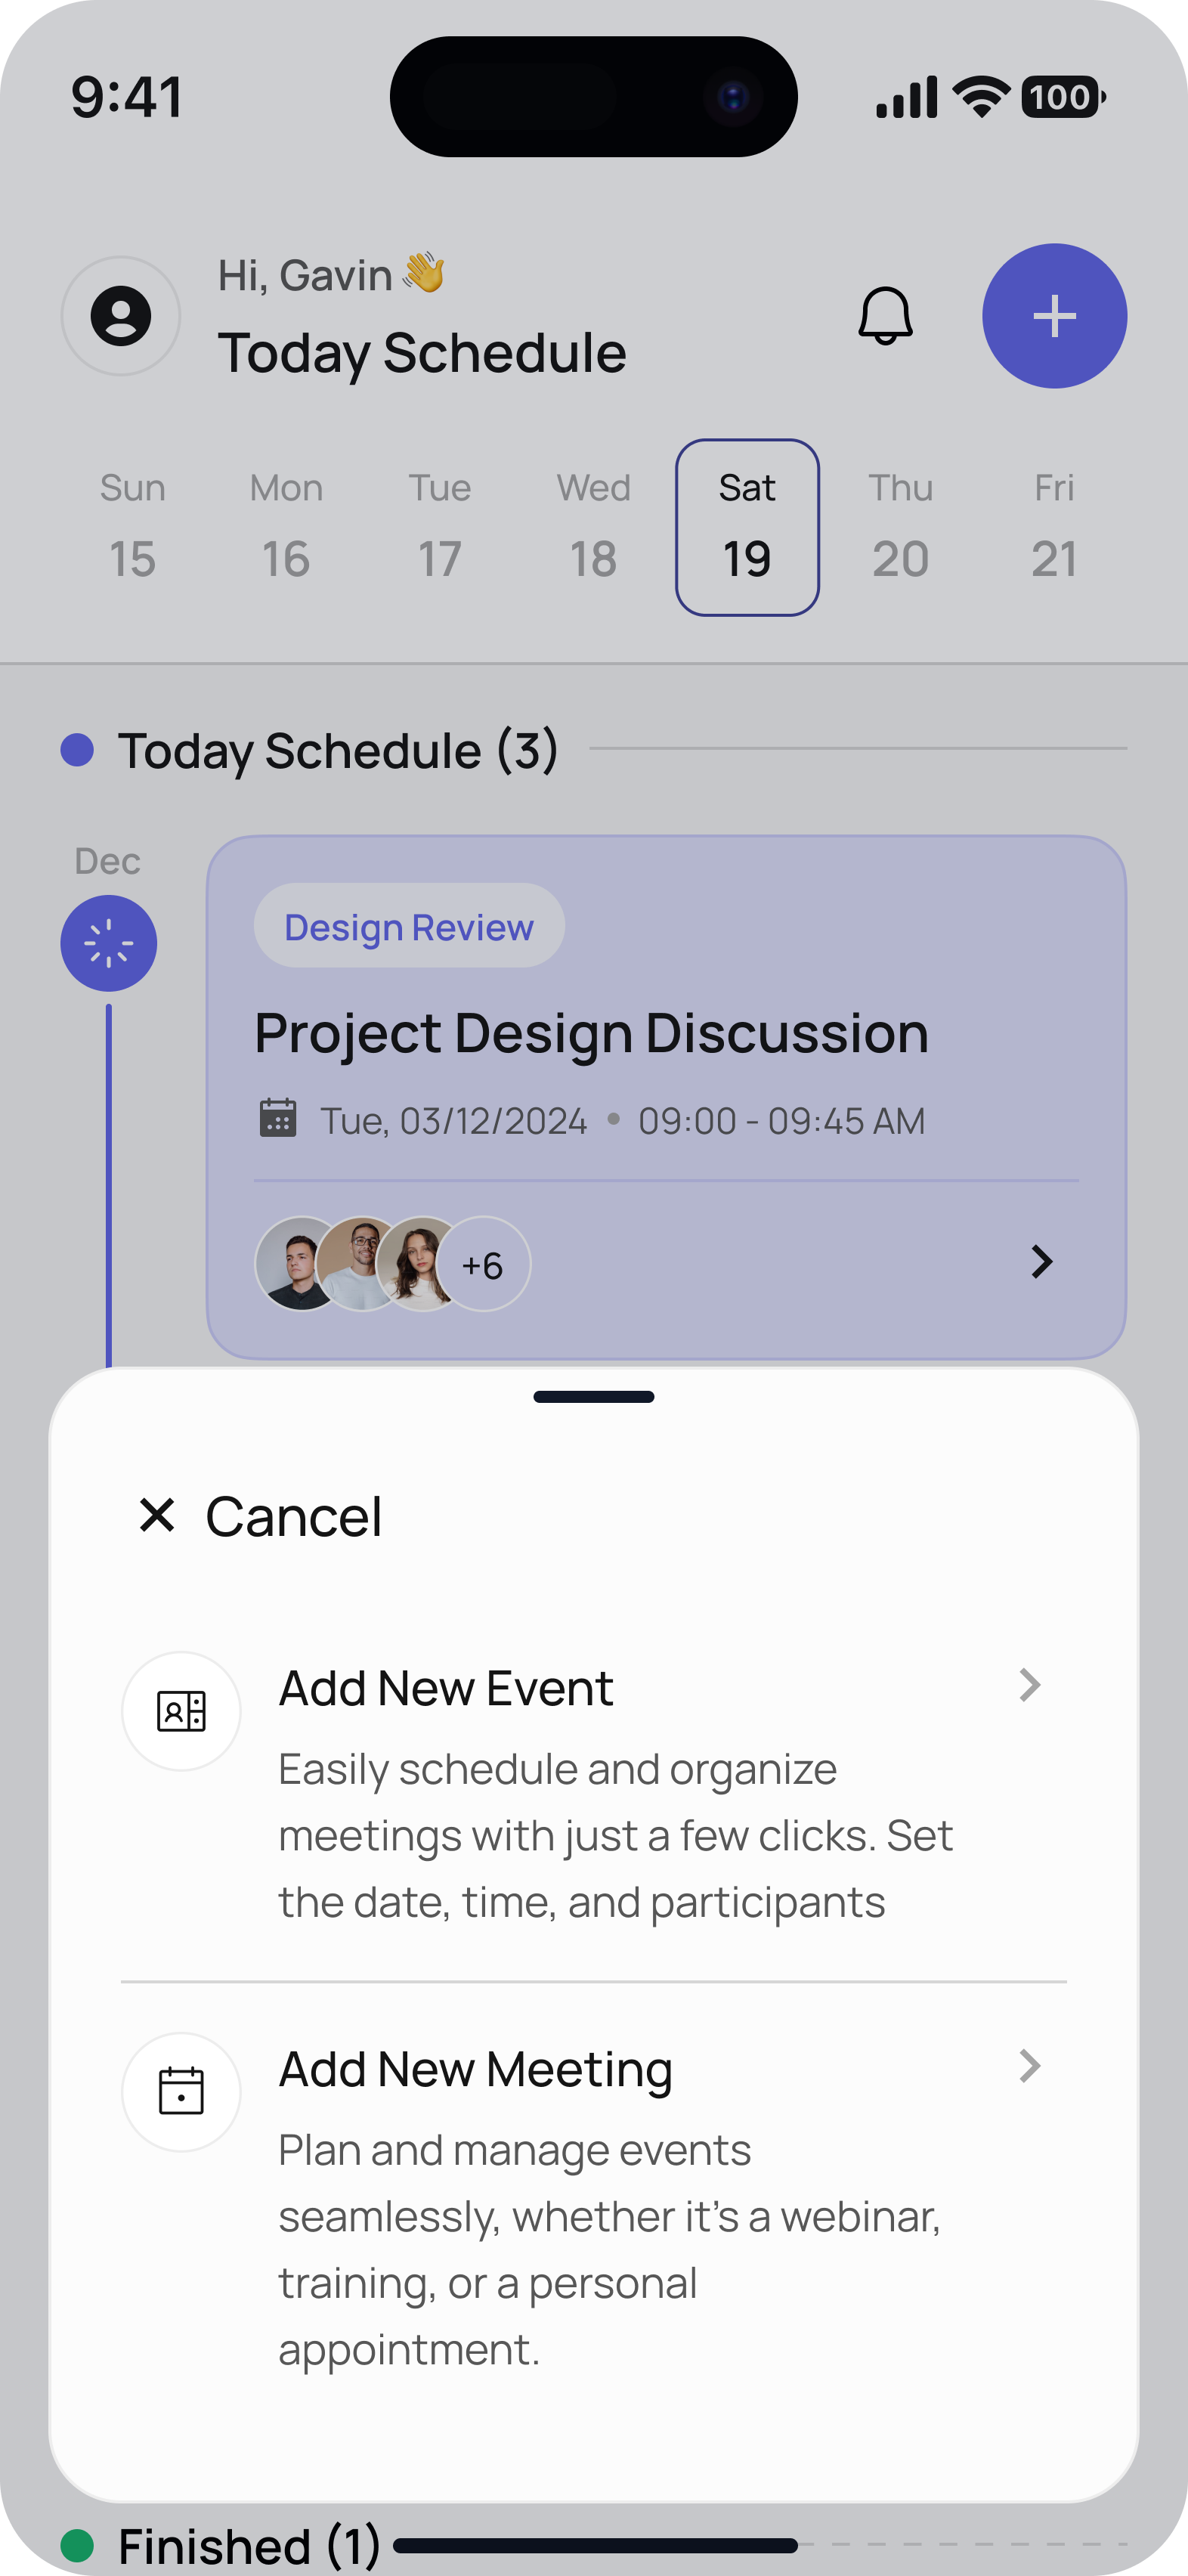 9:41
100
Hi, Gavin 👋
Today Schedule
Sun Mon Tue Wed Sat Thu Fri
15 16 17 18 19 20 21
Today Schedule (3)
Dec
Design Review
Project Design Discussion
Tue, 03/12/2024 • 09:00 - 09:45 AM
+6
Cancel
Add New Event
Easily schedule and organize
meetings with just a few clicks. Set
the date, time, and participants
Add New Meeting
Plan and manage events
seamlessly, whether it's a webinar,
training, or a personal
appointment.
Finished (1)